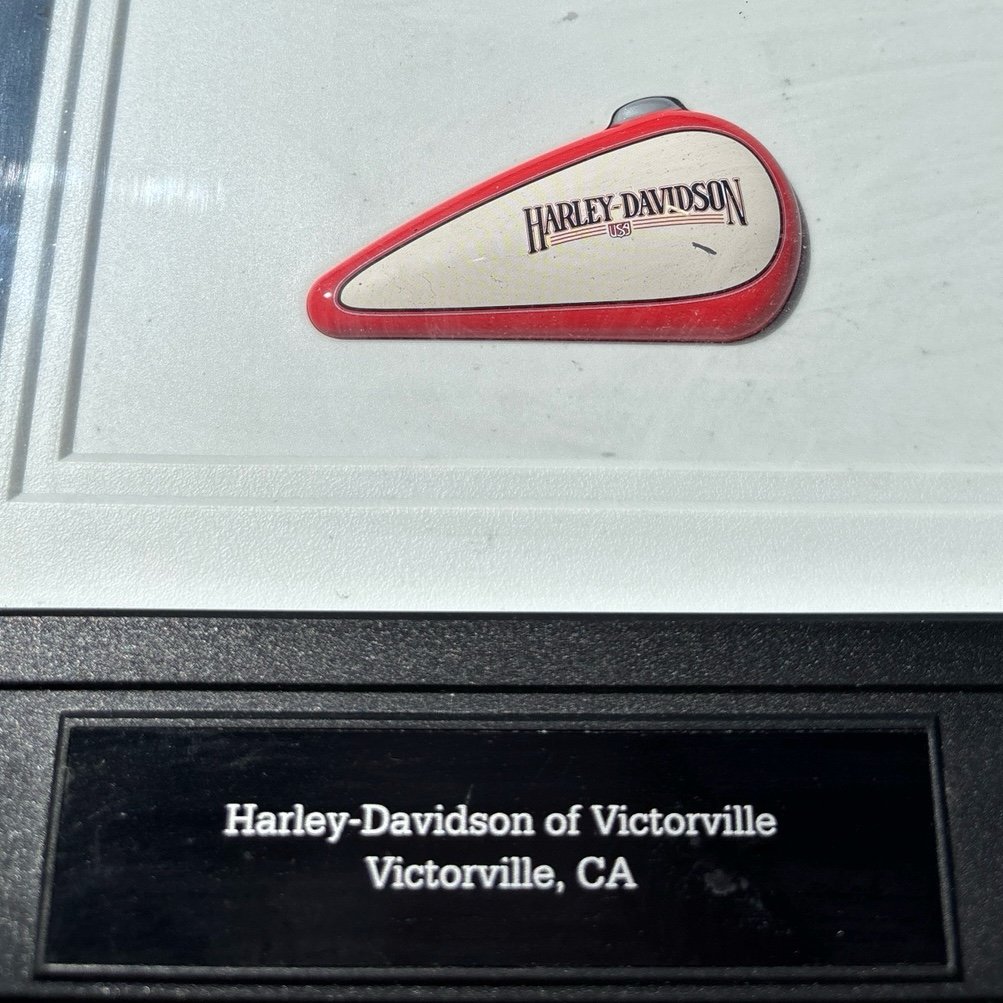 HARLEY-DAVIDSON
USA
Harley-Davidson of Victorville
Victorville, CA